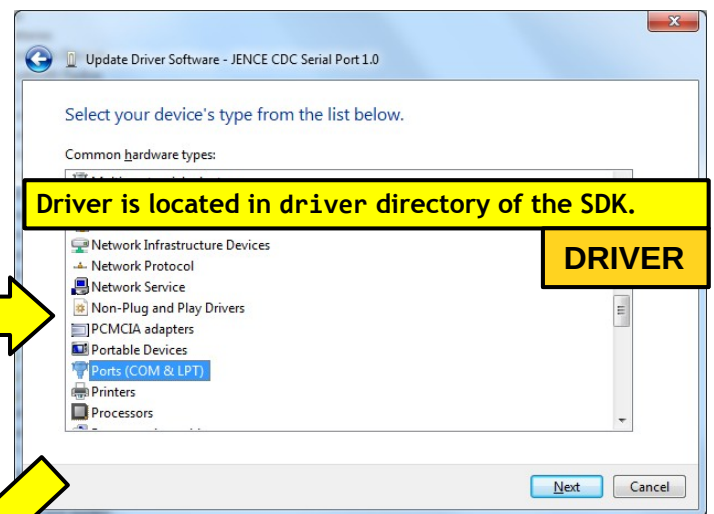 Update Driver Software - JENCE CDC Serial Port 1.0
Select your device's type from the list below.
Common hardware types:
Driver is located in driver directory of the SDK.
DRIVER
Network Infrastructure Devices
Network Protocol
Network Service
Non-Plug and Play Drivers
PCMCIA adapters
Portable Devices
Ports (COM & LPT)
Printers
Processors
Next
Cancel